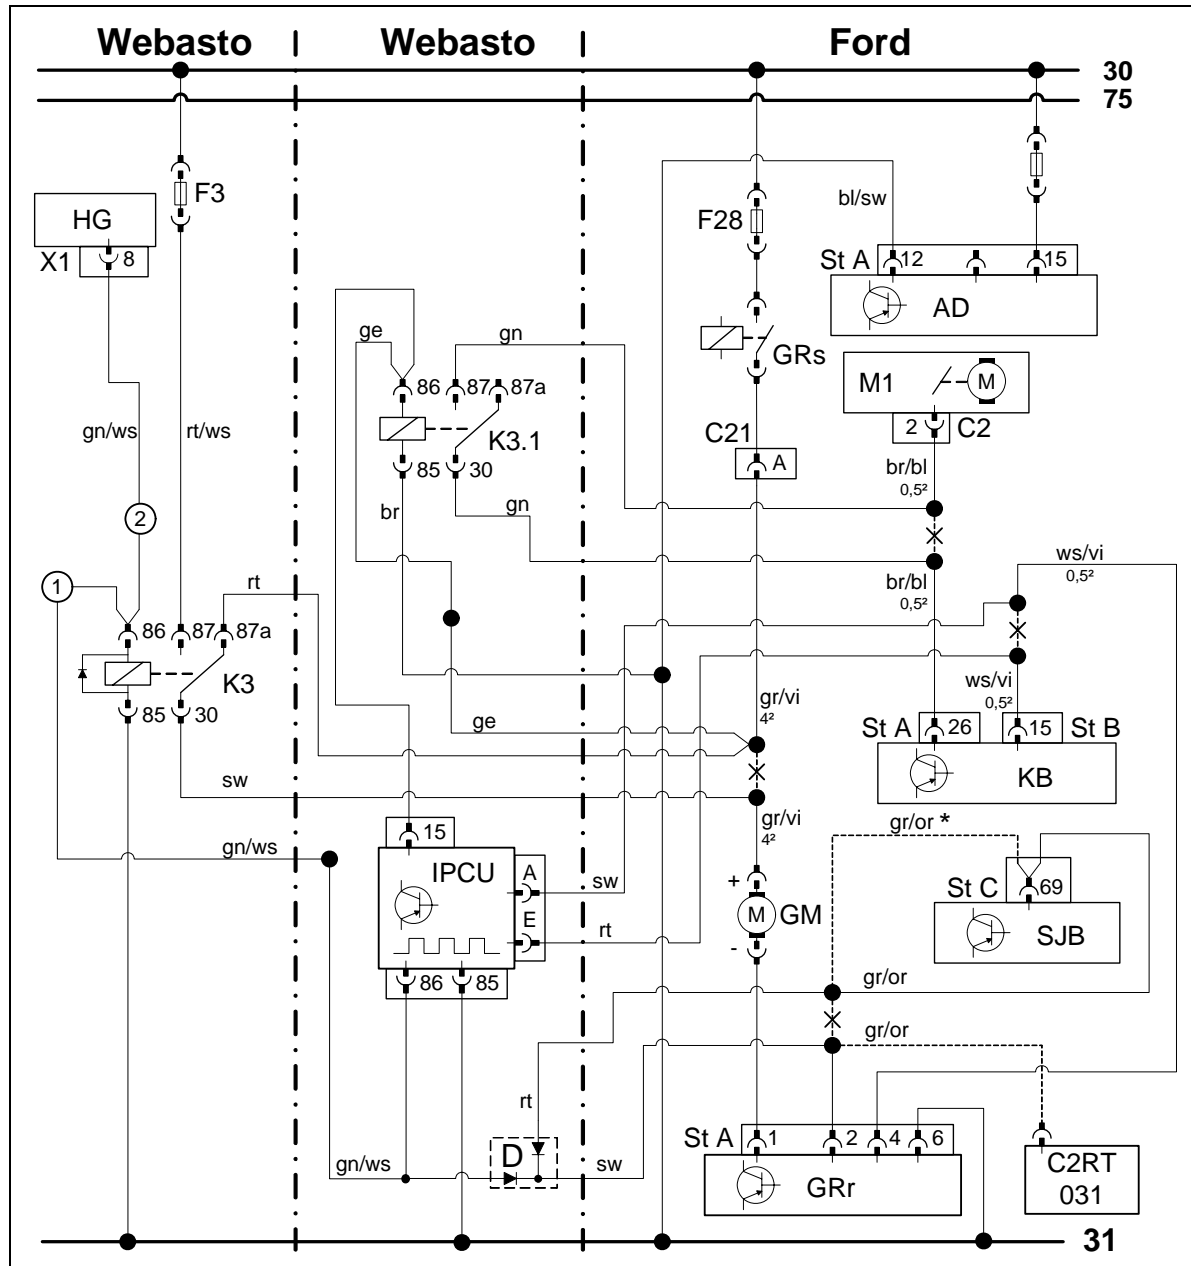 Webasto Webasto Ford
30
75
F3
HG
X1 8
bl/sw
F28
St A 12 15
AD
ge gn
86 87 87a
GRs
M1 M
K3.1
C21
2 C2
gn/ws rt/ws
85 30
A
br/bl
0,5²
br gn
2
ws/vi
0,5²
1
rt
br/bl
0,5²
86 87 87a
K3
ws/vi
0,5²
gr/vi
4²
85 30
ge
St A 26 15 St B
KB
sw
gr/vi
4²
gr/or *
15
gn/ws
IPCU A sw
+
M GM
-
St C 69
SJB
E rt
86 85
gr/or
gr/or
rt
St A 1 2 4 6
D
gn/ws sw
GRr
C2RT
031
31